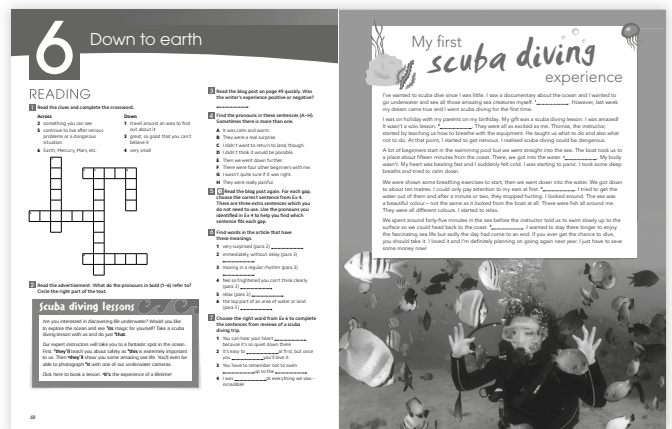 6
Down to earth
READING
1 Read the clues and complete the crossword.
Across
2 something you can see
5 continue to live after serious
problems or a dangerous
situation
6 Earth, Mercury, Mars, etc.
Down
1 travel around an area to find
out about it
3 great; so good that you can't
believe it
4 very small
2 Read the advertisement. What do the pronouns in bold (1–6) refer to?
Circle the right part of the text.
Scuba diving lessons
Are you interested in discovering life underwater? Would you
like to explore the ocean and see its magic for yourself? Take a scuba
diving lesson with us and do just that.
Our expert instructors will take you to a fantastic spot in the ocean.
First, they'll teach you about safety as this is extremely important
to us. Then they'll show you some amazing sea life. You'll even be
able to photograph it with one of our underwater cameras.
Click here to book a lesson. It's the experience of a lifetime!
48
3 Read the blog post on page 49 quickly. Was
the writer's experience positive or negative?
4 Find the pronouns in these sentences (A–H).
Sometimes there is more than one.
A It was calm and warm.
B They were a real surprise.
C I didn't want to return to land, though.
D I didn't think it would be possible.
E Then we went down further.
F There were four other beginners with me.
G I wasn't quite sure if it was right.
H They were really painful.
5 Read the blog post again. For each gap,
choose the correct sentence from Ex 4.
There are three extra sentences which you
do not need to use. Use the pronouns you
identified in Ex 4 to help you find which
sentence fits each gap.
6 Find words in the article that have
these meanings.
1 very surprised (para 2)
2 immediately, without delay (para 3)
3 moving in a regular rhythm (para 3)
4 feel so frightened you can't think clearly
(para 3)
5 relax (para 3)
6 the top part of an area of water or land
(para 5)
7 Choose the right word from Ex 6 to complete
the sentences from reviews of a scuba
diving trip.
1 You can hear your heart
because it's so quiet down there.
2 It's easy to at first, but once
you you'll love it.
3 You have to remember not to swim
up to the
4 I was at everything we saw –
incredible!
My first
scuba diving
experience
I've wanted to scuba dive since I was little. I saw a documentary about the ocean and I wanted to
go underwater and see all those amazing sea creatures myself. However, last week
my dream came true and I went scuba diving for the first time.
I was on holiday with my parents on my birthday. My gift was a scuba diving lesson. I was amazed!
It wasn't a solo lesson. They were all as excited as me. Thomas, the instructor,
started by teaching us how to breathe with the equipment. He taught us what to do and also what
not to do. At that point, I started to get nervous. I realised scuba diving could be dangerous.
A lot of beginners start in the swimming pool but we went straight into the sea. The boat took us to
a place about fifteen minutes from the coast. There, we got into the water. My body
wasn't. My heart was beating fast and I suddenly felt cold. I was starting to panic. I took some deep
breaths and tried to calm down.
We were shown some breathing exercises to start, then we went down into the water. We got down
to about ten metres. I could only pay attention to my ears at first. I tried to get the
water out of them and after a minute or two, they stopped hurting. I looked around. The sea was
a beautiful colour – not the same as it looked from the boat at all. There were fish all around me.
They were all different colours. I started to relax.
We spent around forty-five minutes in the sea before the instructor told us to swim slowly up to the
surface so we could head back to the coast. I wanted to stay there longer to enjoy
the fascinating sea life but sadly the day had come to an end. If you ever get the chance to dive,
you should take it. I loved it and I'm definitely planning on going again next year. I just have to save
some money now!